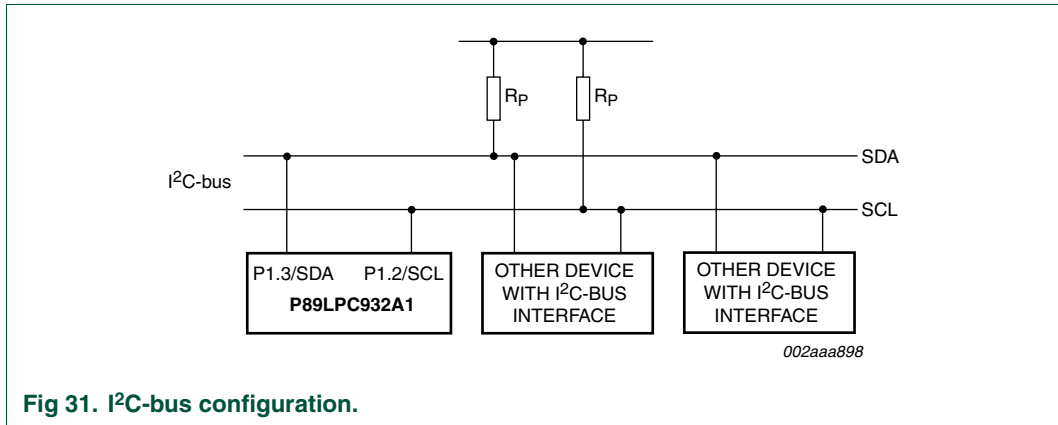 RP RP
SDA
I2C-bus
SCL
P1.3/SDA P1.2/SCL
P89LPC932A1
OTHER DEVICE
WITH I2C-BUS
INTERFACE
OTHER DEVICE
WITH I2C-BUS
INTERFACE
002aaa898
Fig 31. I2C-bus configuration.